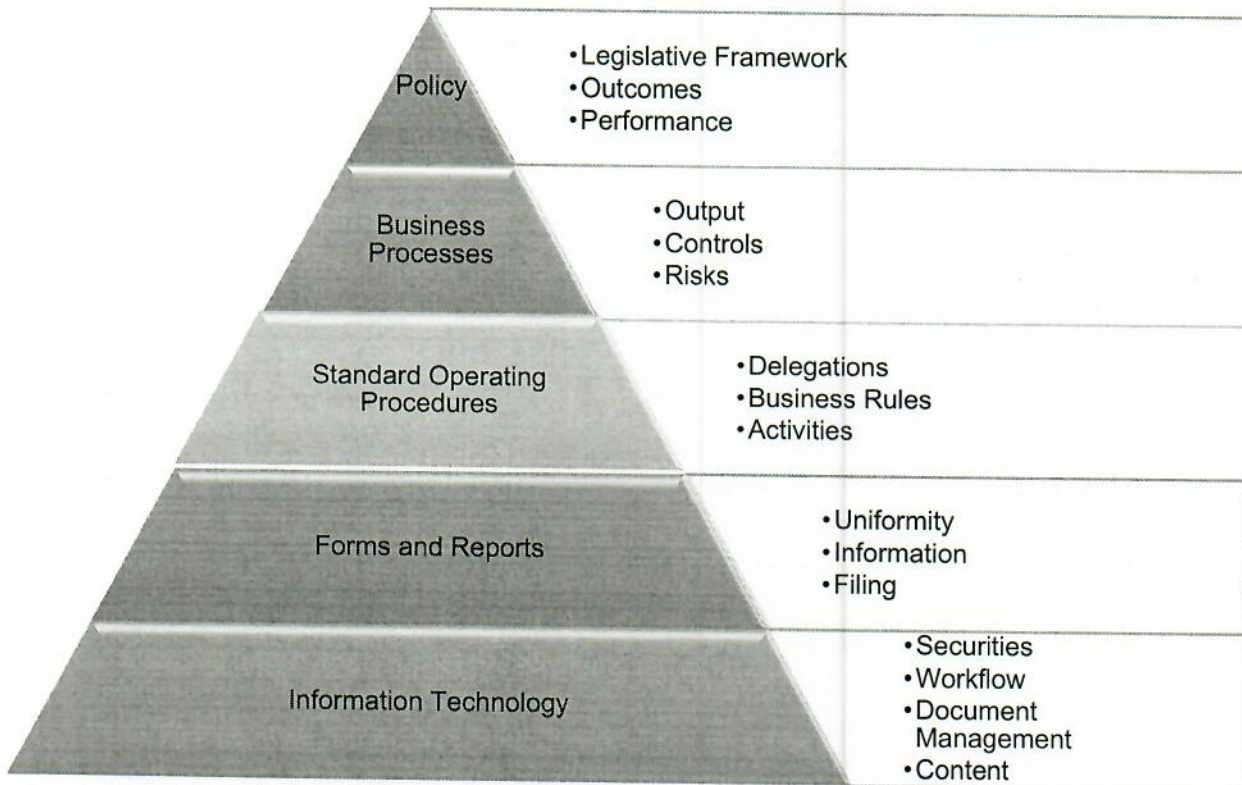 Policy
•Legislative Framework
•Outcomes
•Performance
Business
Processes
•Output
•Controls
•Risks
Standard Operating
Procedures
•Delegations
•Business Rules
•Activities
Forms and Reports
•Uniformity
•Information
•Filing
Information Technology
•Securities
•Workflow
•Document
Management
•Content